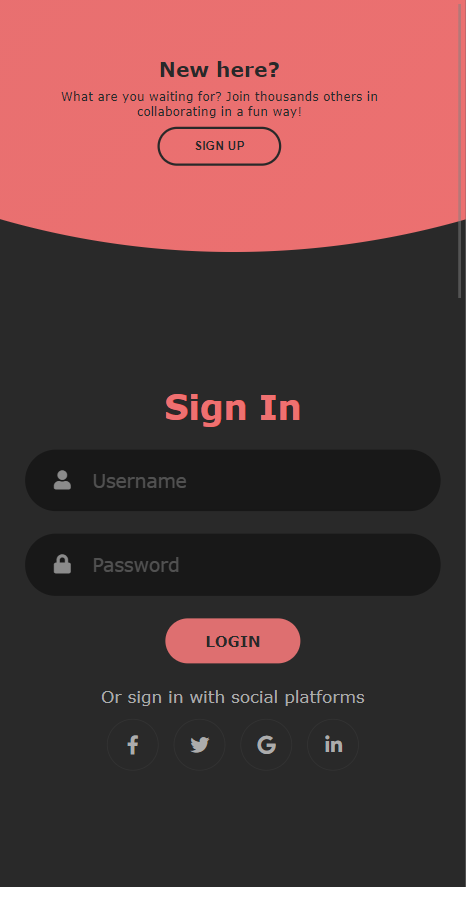 New here?
What are you waiting for? Join thousands others in
collaborating in a fun way!
SIGN UP
Sign In
Username
Password
LOGIN
Or sign in with social platforms